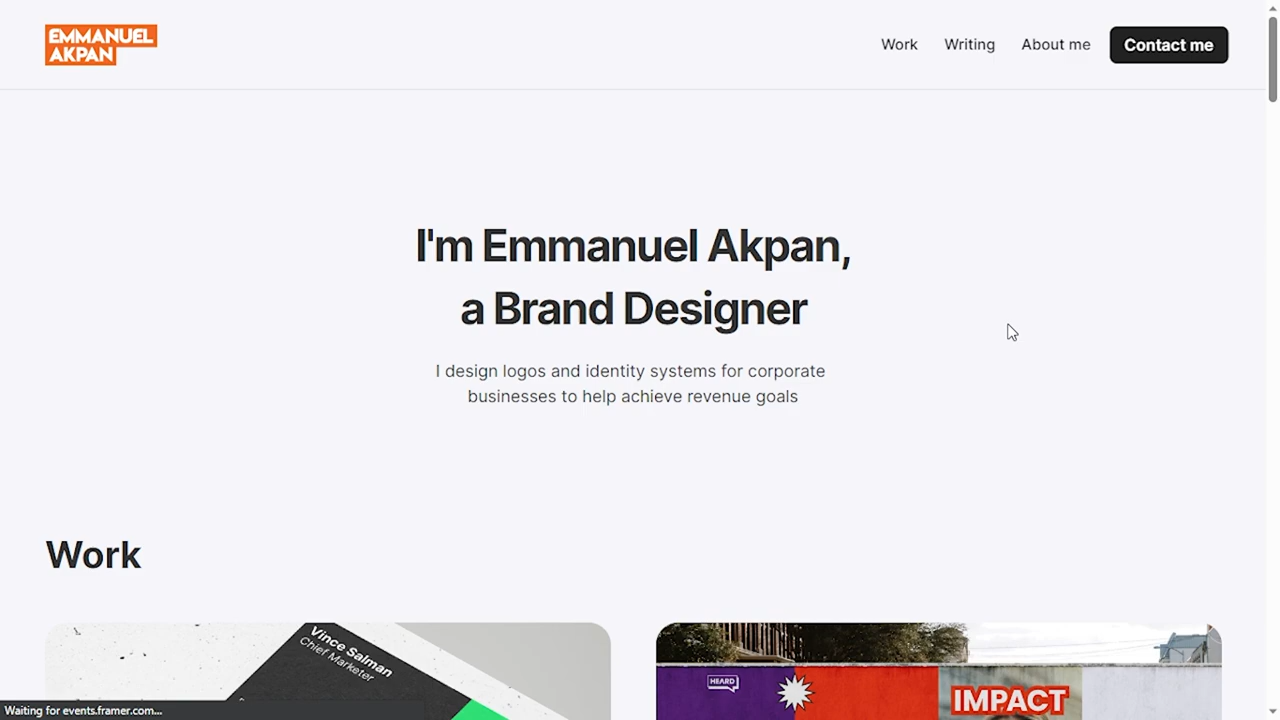 EMMANUEL
AKPAN
Work
Writing
About me
Contact me
I'm Emmanuel Akpan,
a Brand Designer
I design logos and identity systems for corporate
businesses to help achieve revenue goals
Work
Vince Salman
Chief Marketer
HEARD
IMPACT
Waiting for events.framer.com...